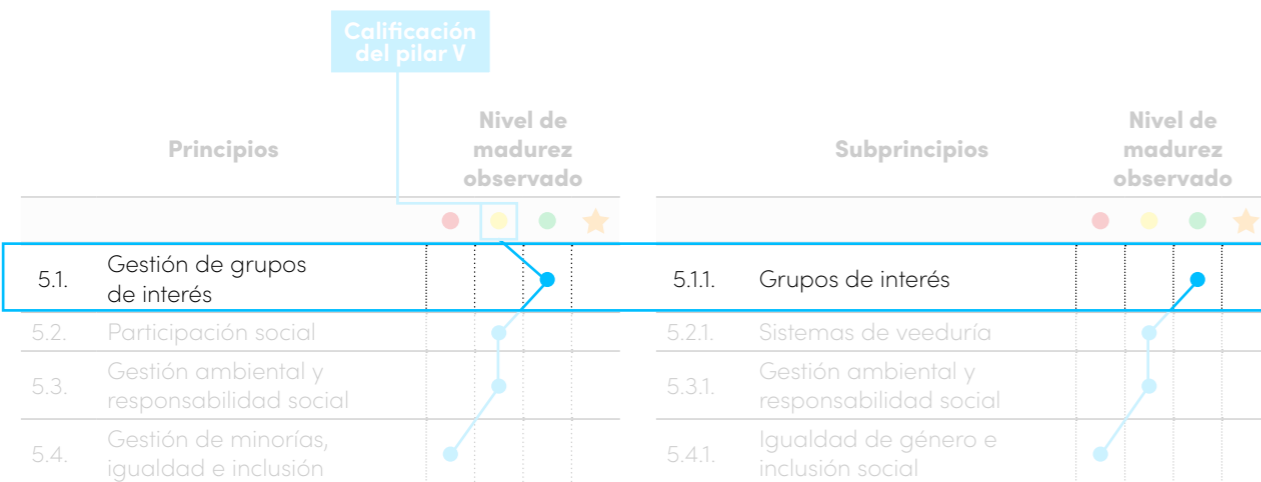 Calificación
del pilar V
Principios
Nivel de
madurez
observado
Subprincipios
Nivel de
madurez
observado
5.1. Gestión de grupos
de interés
5.1.1. Grupos de interés
5.2. Participación social
5.2.1. Sistemas de veeduría
5.3. Gestión ambiental y
responsabilidad social
5.3.1. Gestión ambiental y
responsabilidad social
5.4. Gestión de minorías,
igualdad e inclusión
5.4.1. Igualdad de género e
inclusión social